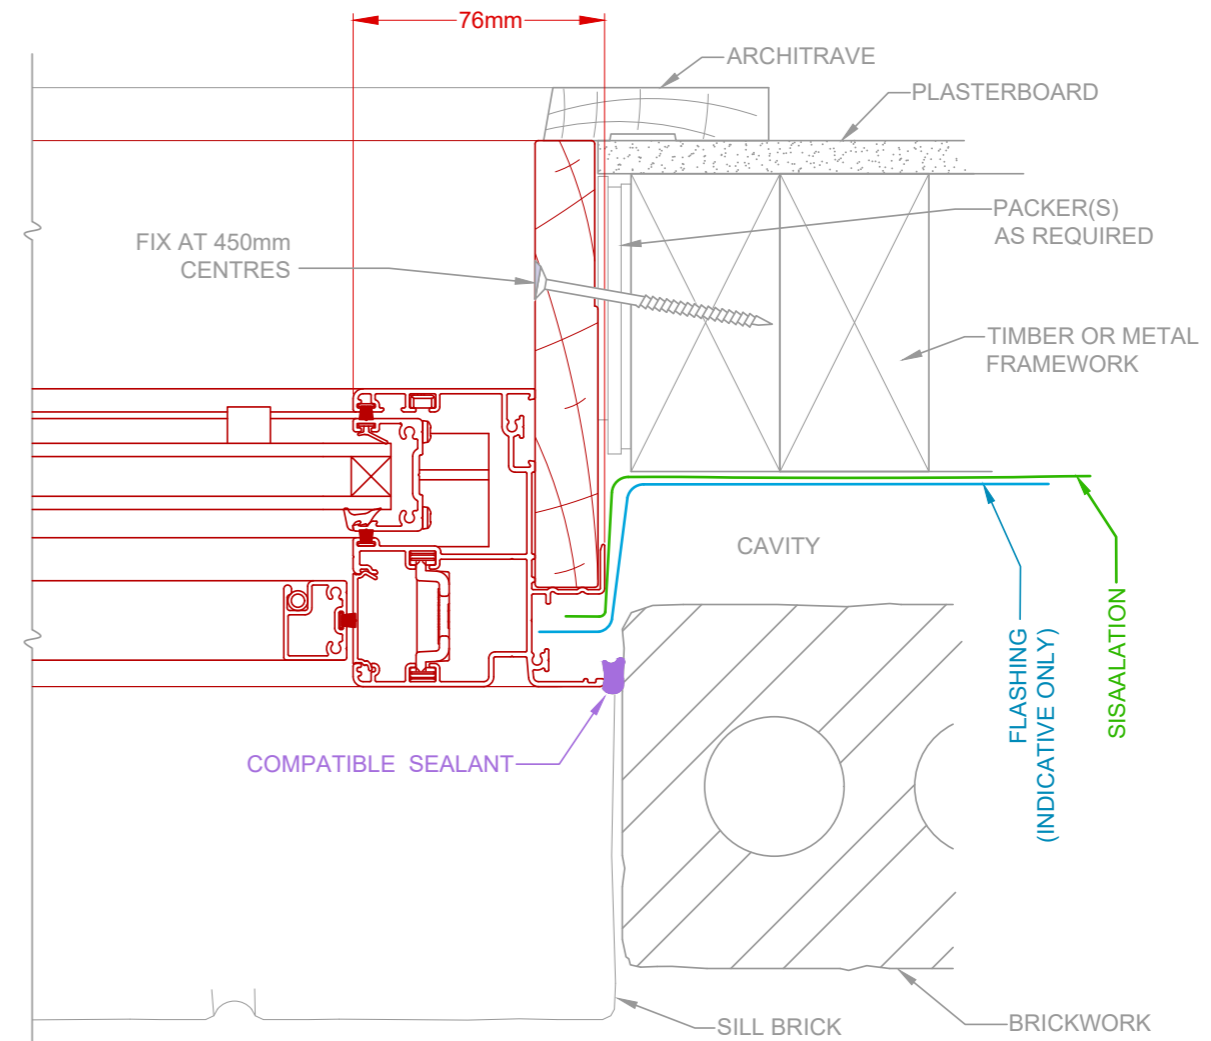 76mm
ARCHITRAVE
PLASTERBOARD
PACKER(S)
AS REQUIRED
FIX AT 450mm
CENTRES
TIMBER OR METAL
FRAMEWORK
CAVITY
SISAALATION
FLASHING
(INDICATIVE ONLY)
COMPATIBLE SEALANT
SILL BRICK
BRICKWORK